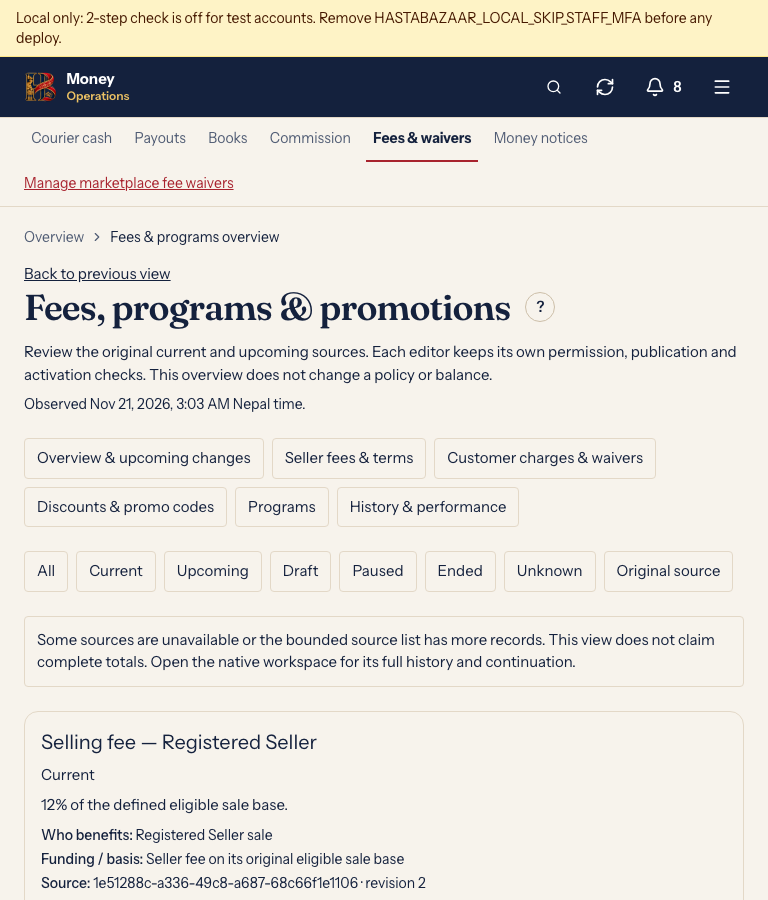 Local only: 2-step check is off for test accounts. Remove HASTABAZAAR_LOCAL_SKIP_STAFF_MFA before any
deploy.
Money
Operations
8
Courier cash
Payouts
Books
Commission
Fees & waivers
Money notices
Manage marketplace fee waivers
Overview > Fees & programs overview
Back to previous view
Fees, programs & promotions ?
Review the original current and upcoming sources. Each editor keeps its own permission, publication and
activation checks. This overview does not change a policy or balance.
Observed Nov 21, 2026, 3:03 AM Nepal time.
Overview & upcoming changes
Seller fees & terms
Customer charges & waivers
Discounts & promo codes
Programs
History & performance
All
Current
Upcoming
Draft
Paused
Ended
Unknown
Original source
Some sources are unavailable or the bounded source list has more records. This view does not claim
complete totals. Open the native workspace for its full history and continuation.
Selling fee — Registered Seller
Current
12% of the defined eligible sale base.
Who benefits: Registered Seller sale
Funding / basis: Seller fee on its original eligible sale base
Source: 1e51288c-a336-49c8-a687-68c66f1e1106 · revision 2